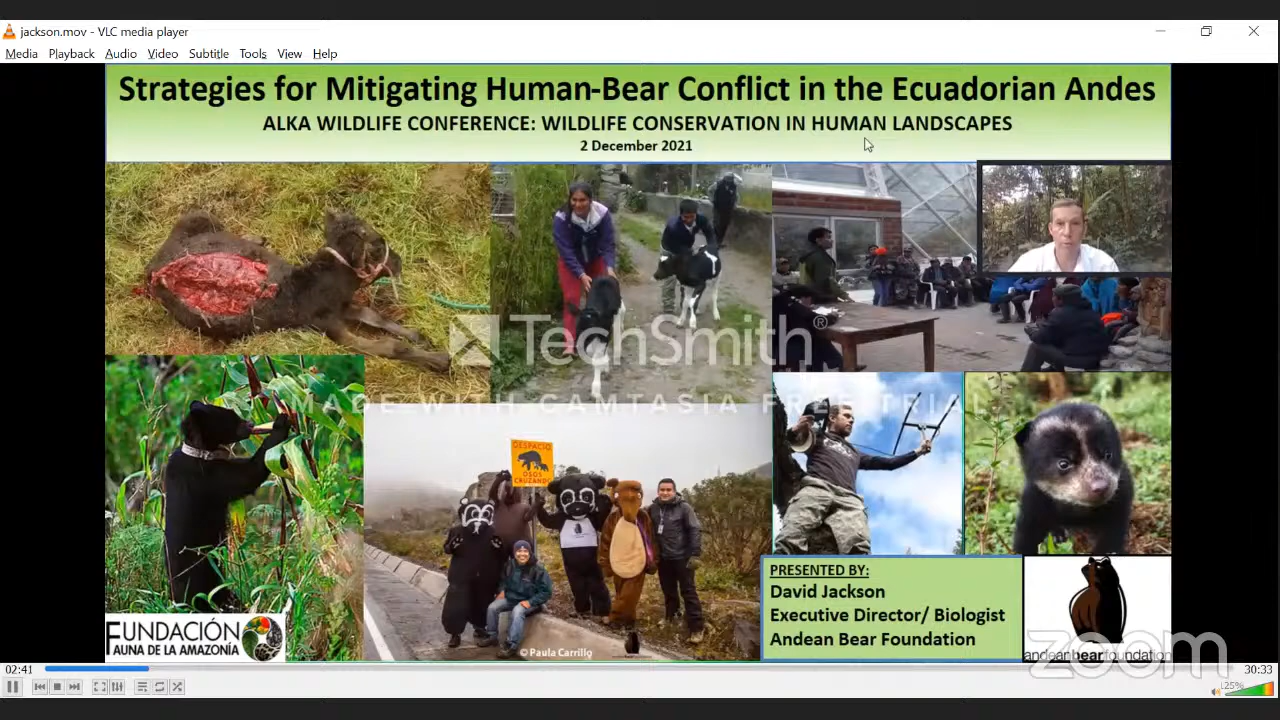 jackson.mov - VLC media player
Media Playback Audio Video Subtitle Tools View Help
Strategies for Mitigating Human-Bear Conflict in the Ecuadorian Andes
ALKA WILDLIFE CONFERENCE: WILDLIFE CONSERVATION IN HUMAN LANDSCAPES
2 December 2021
TechSmith®
MADE WITH CAMTASIA FREE TRIAL
DESPACIO
OSOS
CRUZANDO
PRESENTED BY:
David Jackson
Executive Director/ Biologist
Andean Bear Foundation
FUNDACIÓN
FAUNA DE LA AMAZONÍA
© Paula Carrillo
andeanbearfoundation
zoom
02:41
30:33
125%